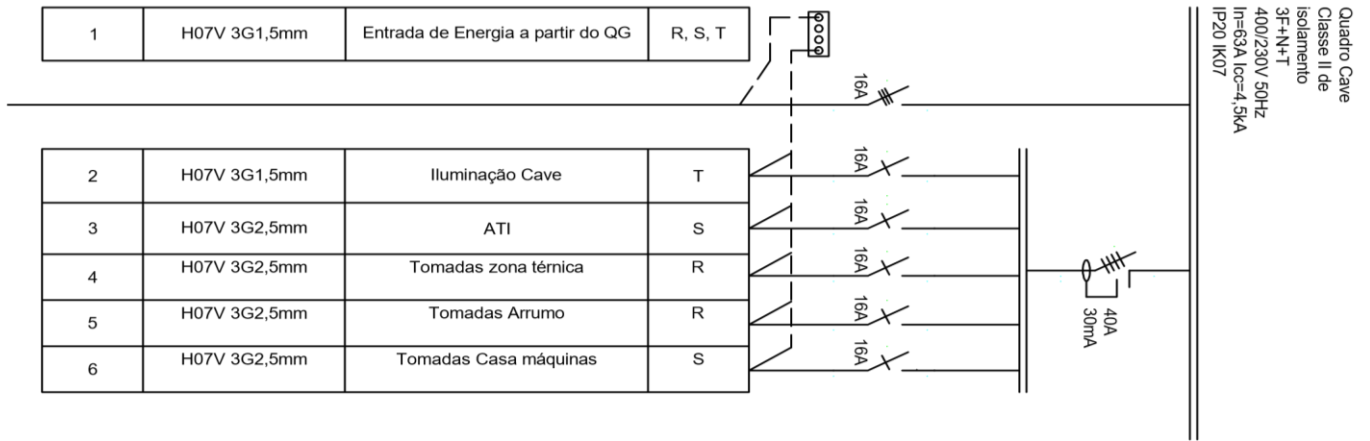 1 H07V 3G1,5mm Entrada de Energia a partir do QG R, S, T
16A
2 H07V 3G1,5mm Iluminação Cave T
16A
3 H07V 3G2,5mm ATI S
16A
4 H07V 3G2,5mm Tomadas zona térnica R
16A
5 H07V 3G2,5mm Tomadas Arrumo R
16A
6 H07V 3G2,5mm Tomadas Casa máquinas S
16A
40A
30mA
Quadro Cave
Classe II de
isolamento
3F+N+T
400/230V 50Hz
In=63A Icc=4,5kA
IP20 IK07